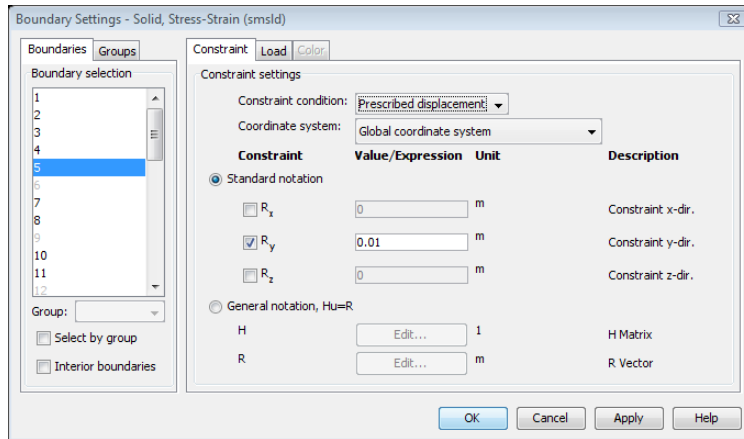 Boundary Settings - Solid, Stress-Strain (smsld)
Boundaries Groups
Boundary selection
1
2
3
4
5
6
7
8
9
10
11
12
Group:
Select by group
Interior boundaries
Constraint Load Color
Constraint settings
Constraint condition: Prescribed displacement
Coordinate system: Global coordinate system
Constraint Value/Expression Unit Description
Standard notation
Rx 0 m Constraint x-dir.
Ry 0.01 m Constraint y-dir.
Rz 0 m Constraint z-dir.
General notation, Hu=R
H Edit... 1 H Matrix
R Edit... m R Vector
OK Cancel Apply Help